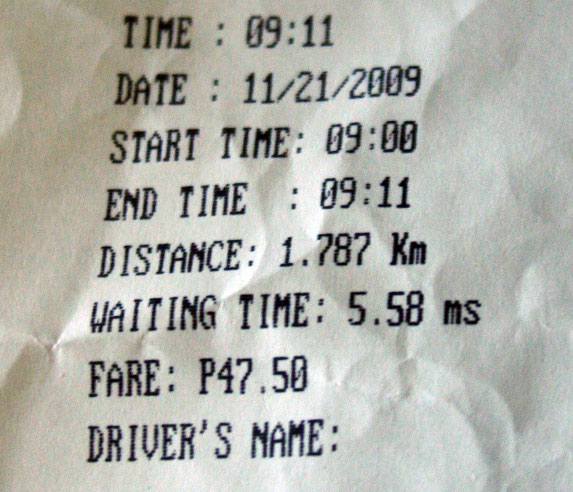 TIME : 09:11
DATE : 11/21/2009
START TIME: 09:00
END TIME : 09:11
DISTANCE: 1.787 Km
WAITING TIME: 5.58 ms
FARE: P47.50
DRIVER'S NAME: